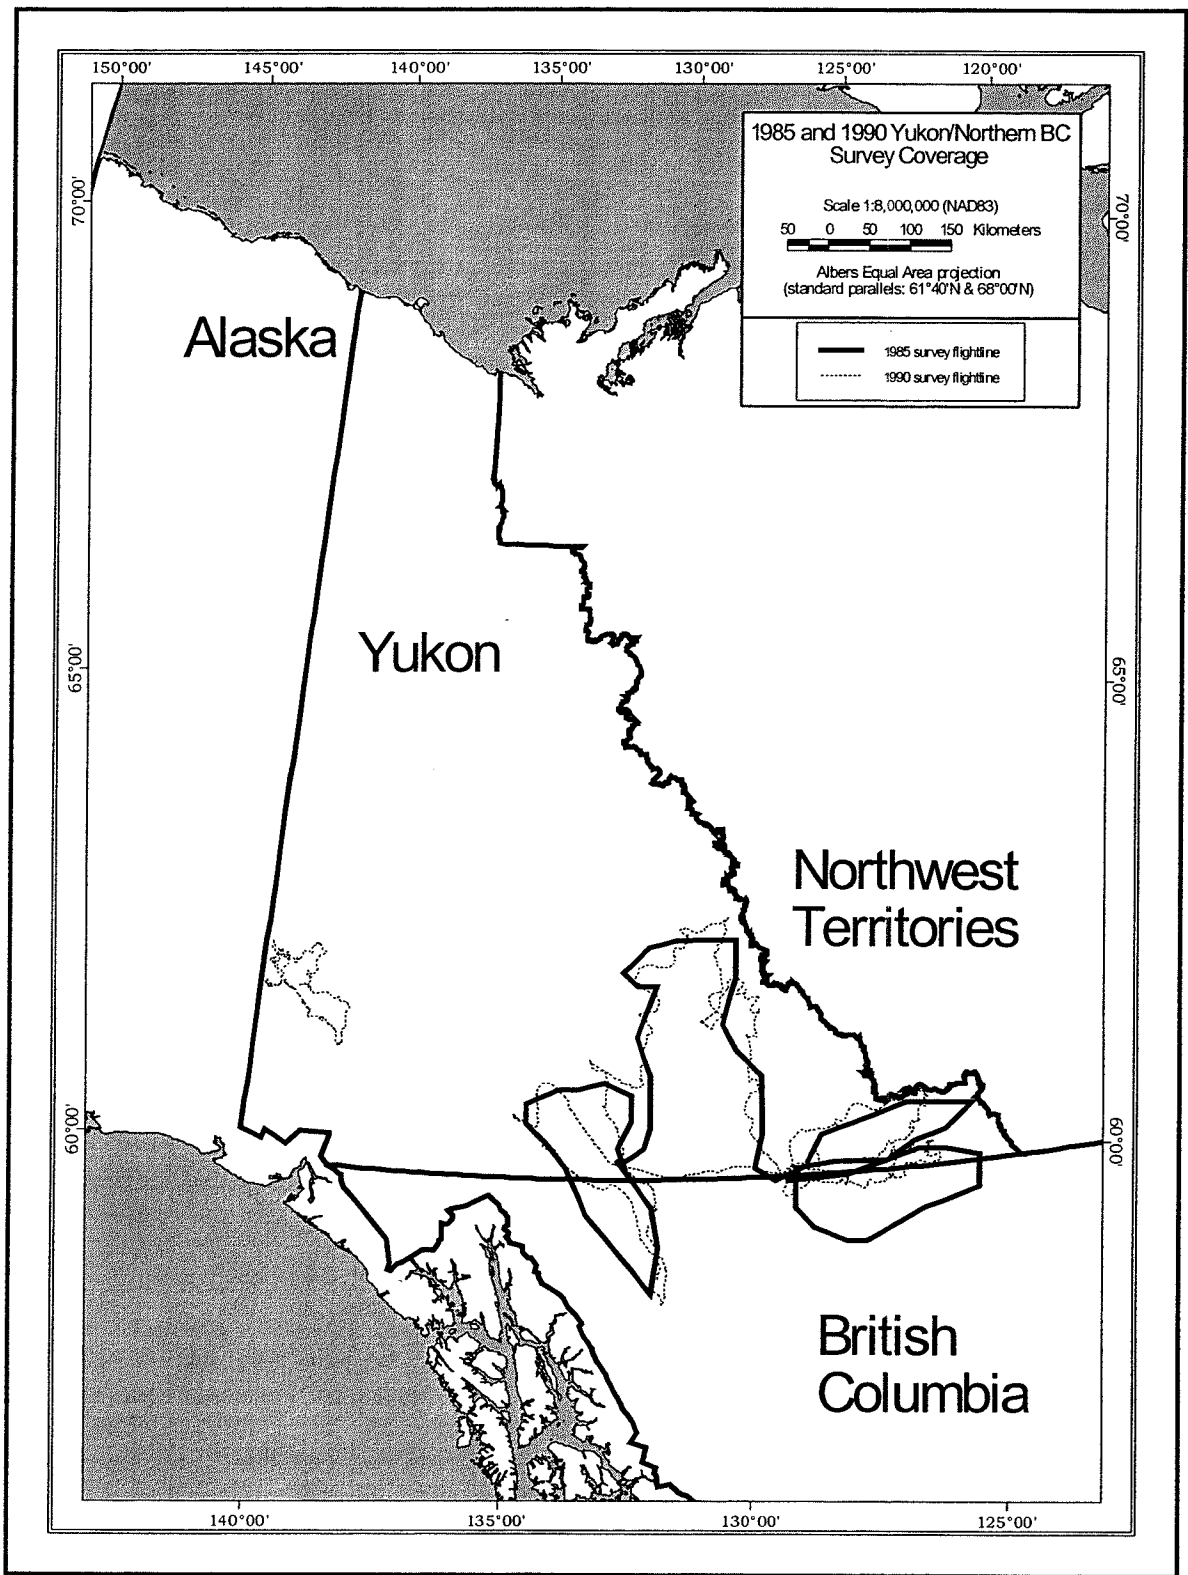 150°00' 145°00' 140°00' 135°00' 130°00' 125°00' 120°00'
1985 and 1990 Yukon/Northern BC
Survey Coverage
Scale 1:8,000,000 (NAD83)
50 0 50 100 150 Kilometers
Albers Equal Area projection
(standard parallels: 61°40'N & 68°00'N)
1985 survey flightline
1990 survey flightline
70°00' 70°00'
Alaska
Yukon
65°00' 65°00'
Northwest
Territories
60°00' 60°00'
British
Columbia
140°00' 135°00' 130°00' 125°00'